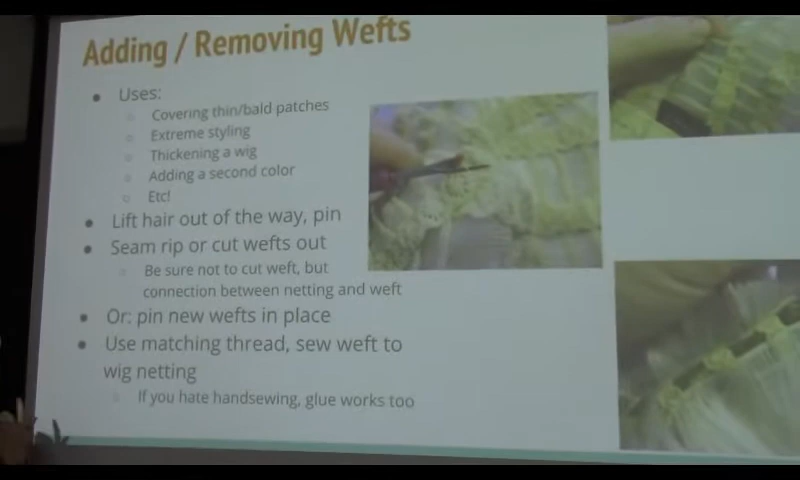 Adding / Removing Wefts
Uses:
Covering thin/bald patches
Extreme styling
Thickening a wig
Adding a second color
Etc!
Lift hair out of the way, pin
Seam rip or cut wefts out
Be sure not to cut weft, but
connection between netting and weft
Or: pin new wefts in place
Use matching thread, sew weft to
wig netting
If you hate handsewing, glue works too